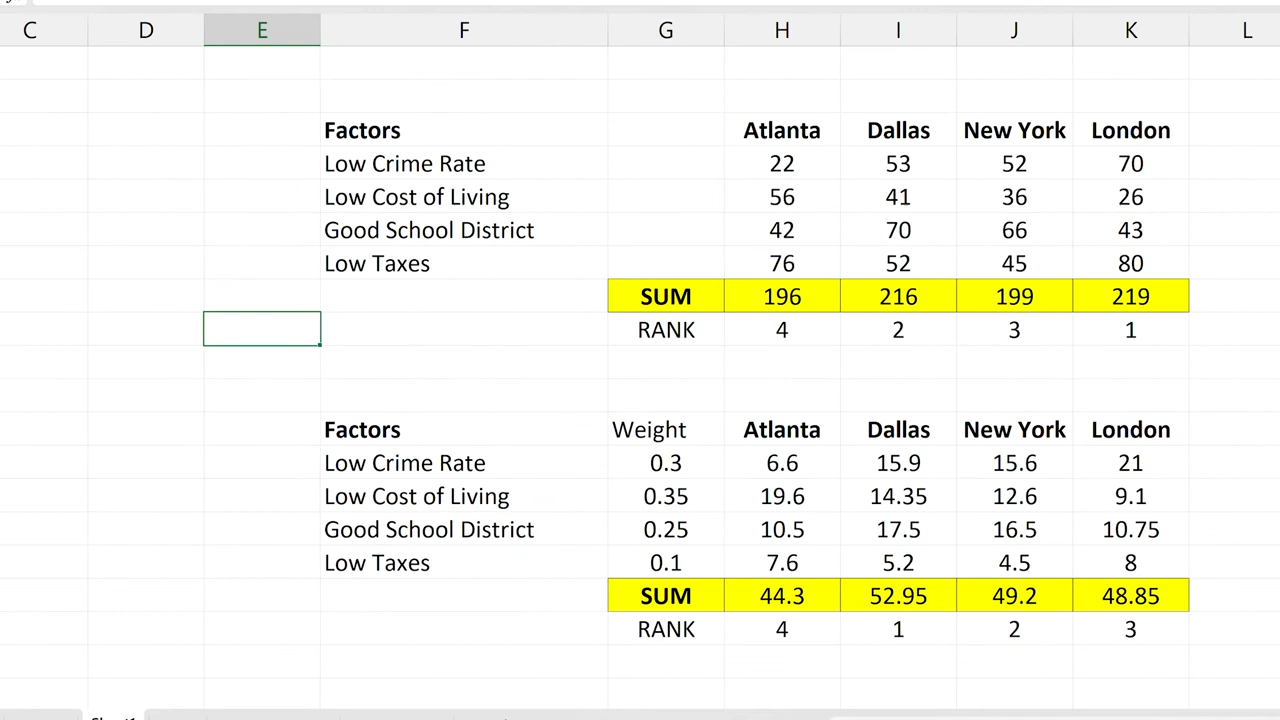 C D E F G H I J K L
Factors Atlanta Dallas New York London
Low Crime Rate 22 53 52 70
Low Cost of Living 56 41 36 26
Good School District 42 70 66 43
Low Taxes 76 52 45 80
SUM 196 216 199 219
RANK 4 2 3 1
Factors Weight Atlanta Dallas New York London
Low Crime Rate 0.3 6.6 15.9 15.6 21
Low Cost of Living 0.35 19.6 14.35 12.6 9.1
Good School District 0.25 10.5 17.5 16.5 10.75
Low Taxes 0.1 7.6 5.2 4.5 8
SUM 44.3 52.95 49.2 48.85
RANK 4 1 2 3